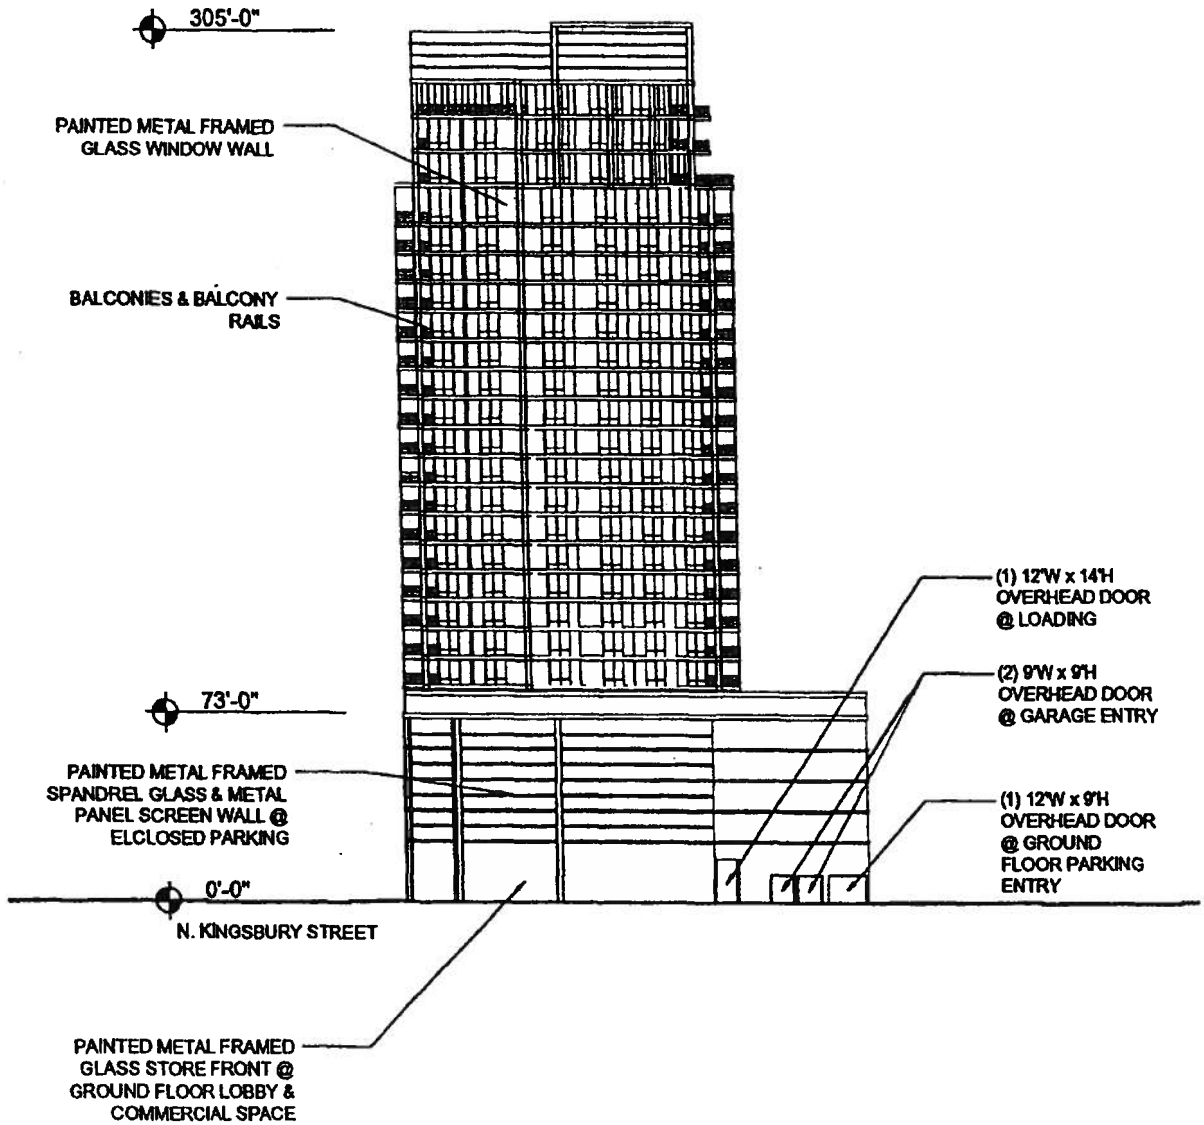 305'-0"
PAINTED METAL FRAMED
GLASS WINDOW WALL
BALCONIES & BALCONY
RAILS
(1) 12'W x 14'H
OVERHEAD DOOR
@ LOADING
(2) 9'W x 9'H
OVERHEAD DOOR
@ GARAGE ENTRY
73'-0"
PAINTED METAL FRAMED
SPANDREL GLASS & METAL
PANEL SCREEN WALL @
ELCLOSED PARKING
(1) 12'W x 9'H
OVERHEAD DOOR
@ GROUND
FLOOR PARKING
ENTRY
0'-0"
N. KINGSBURY STREET
PAINTED METAL FRAMED
GLASS STORE FRONT @
GROUND FLOOR LOBBY &
COMMERCIAL SPACE